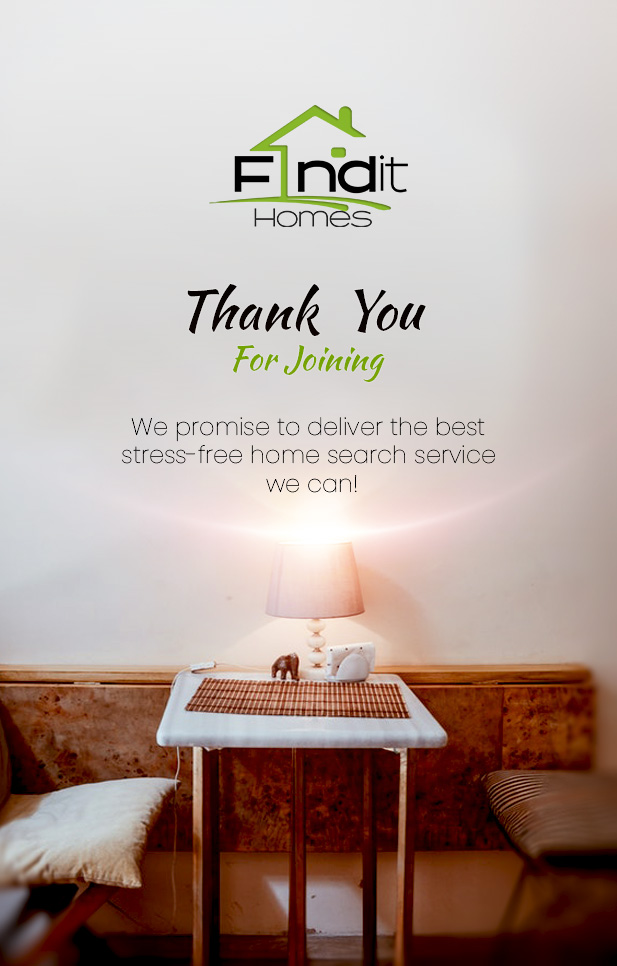 Findit
Homes
Thank You
For Joining
We promise to deliver the best
stress-free home search service
we can!